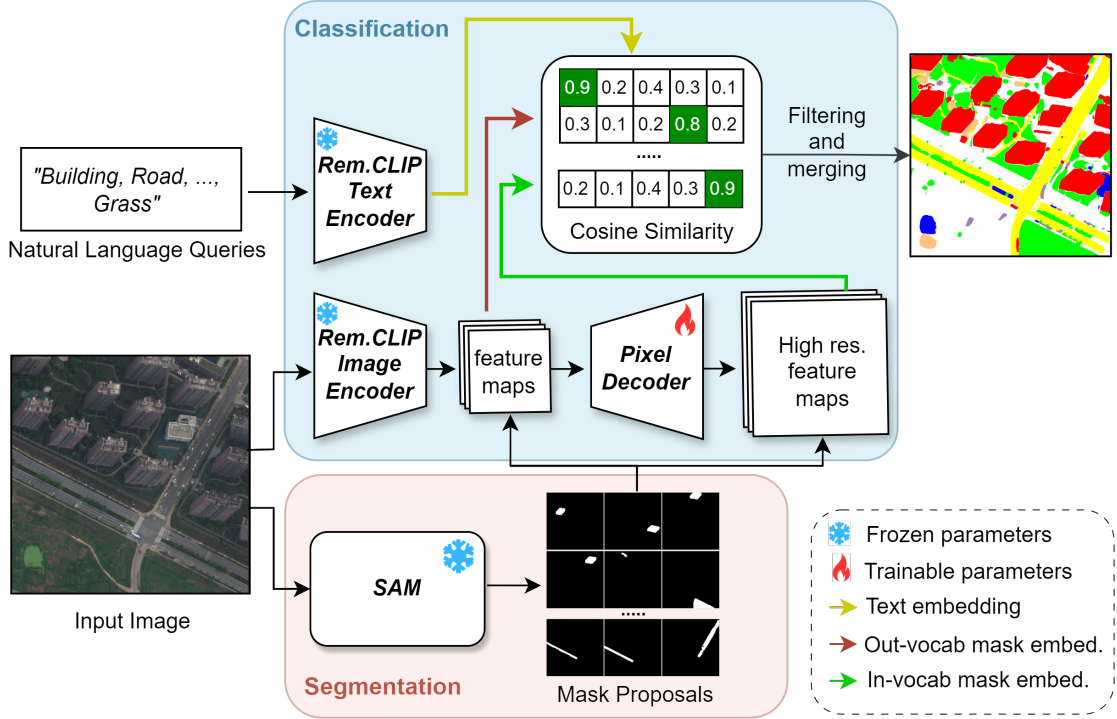 Classification
0.9 0.2 0.4 0.3 0.1
0.3 0.1 0.2 0.8 0.2
.....
0.2 0.1 0.4 0.3 0.9
Cosine Similarity
Filtering
and
merging
"Building, Road, ...,
Grass"
Natural Language Queries
Rem.CLIP
Text
Encoder
Rem.CLIP
Image
Encoder
feature
maps
Pixel
Decoder
High res.
feature
maps
Input Image
SAM
.....
Mask Proposals
Segmentation
Frozen parameters
Trainable parameters
Text embedding
Out-vocab mask embed.
In-vocab mask embed.